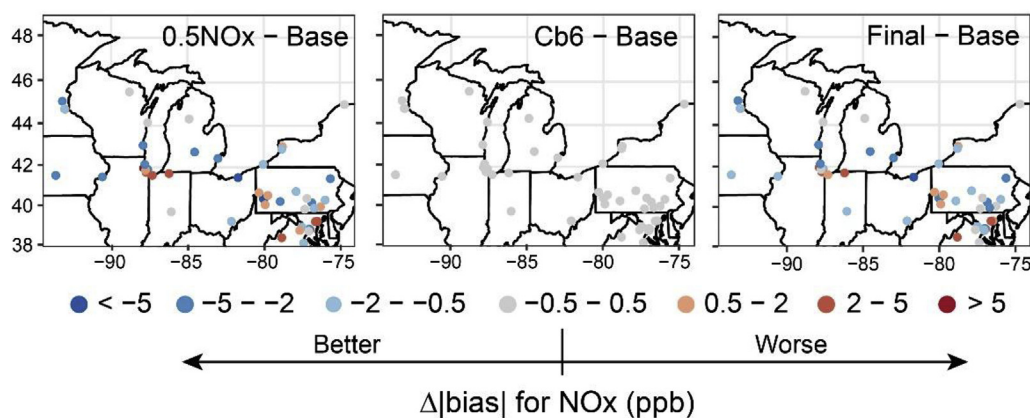 0.5NOx − Base
Cb6 − Base
Final − Base
48
46
44
42
40
38
−90 −85 −80 −75
−90 −85 −80 −75
−90 −85 −80 −75
< −5 −5 − −2 −2 − −0.5 −0.5 − 0.5 0.5 − 2 2 − 5 > 5
Better Worse
Δ|bias| for NOx (ppb)